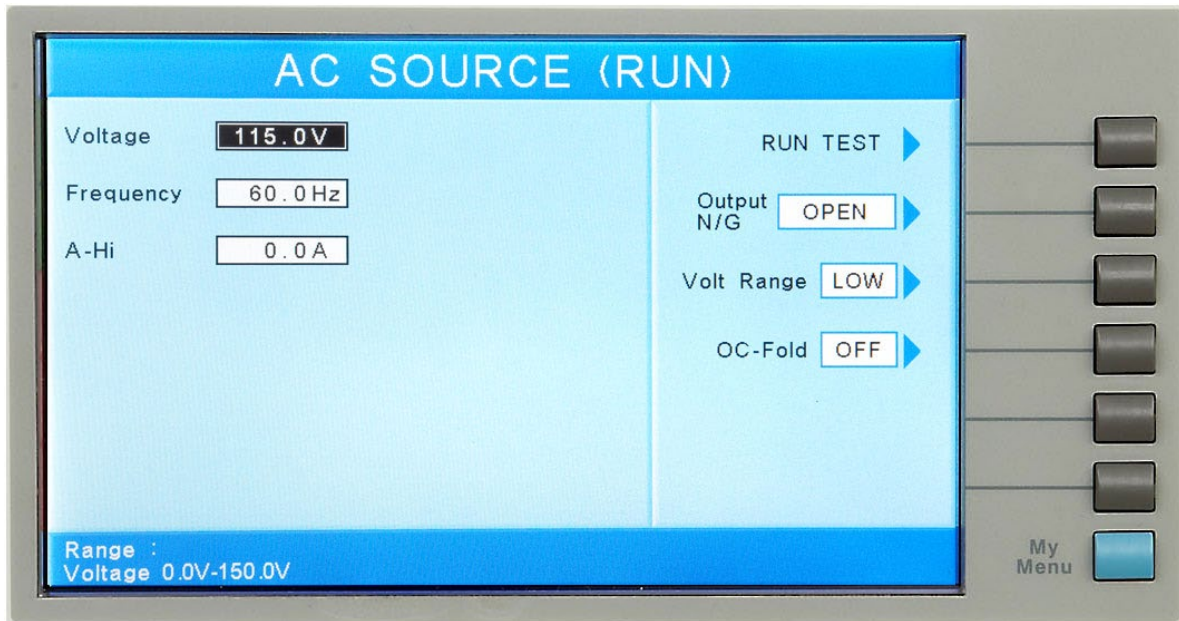 AC SOURCE (RUN)
Voltage 115.0V
Frequency 60.0Hz
A-Hi 0.0A
RUN TEST
Output N/G OPEN
Volt Range LOW
OC-Fold OFF
Range :
Voltage 0.0V-150.0V
My
Menu